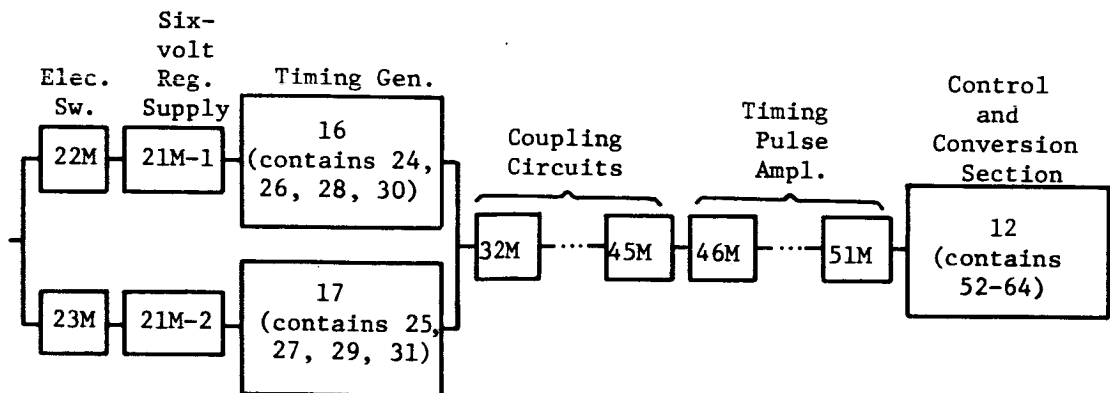 Six-
volt
Reg.
Supply
Elec.
Sw.
Timing Gen.
22M
21M-1
16
(contains 24,
26, 28, 30)
23M
21M-2
17
(contains 25,
27, 29, 31)
Coupling
Circuits
32M
45M
Timing
Pulse
Ampl.
46M
51M
Control
and
Conversion
Section
12
(contains
52-64)